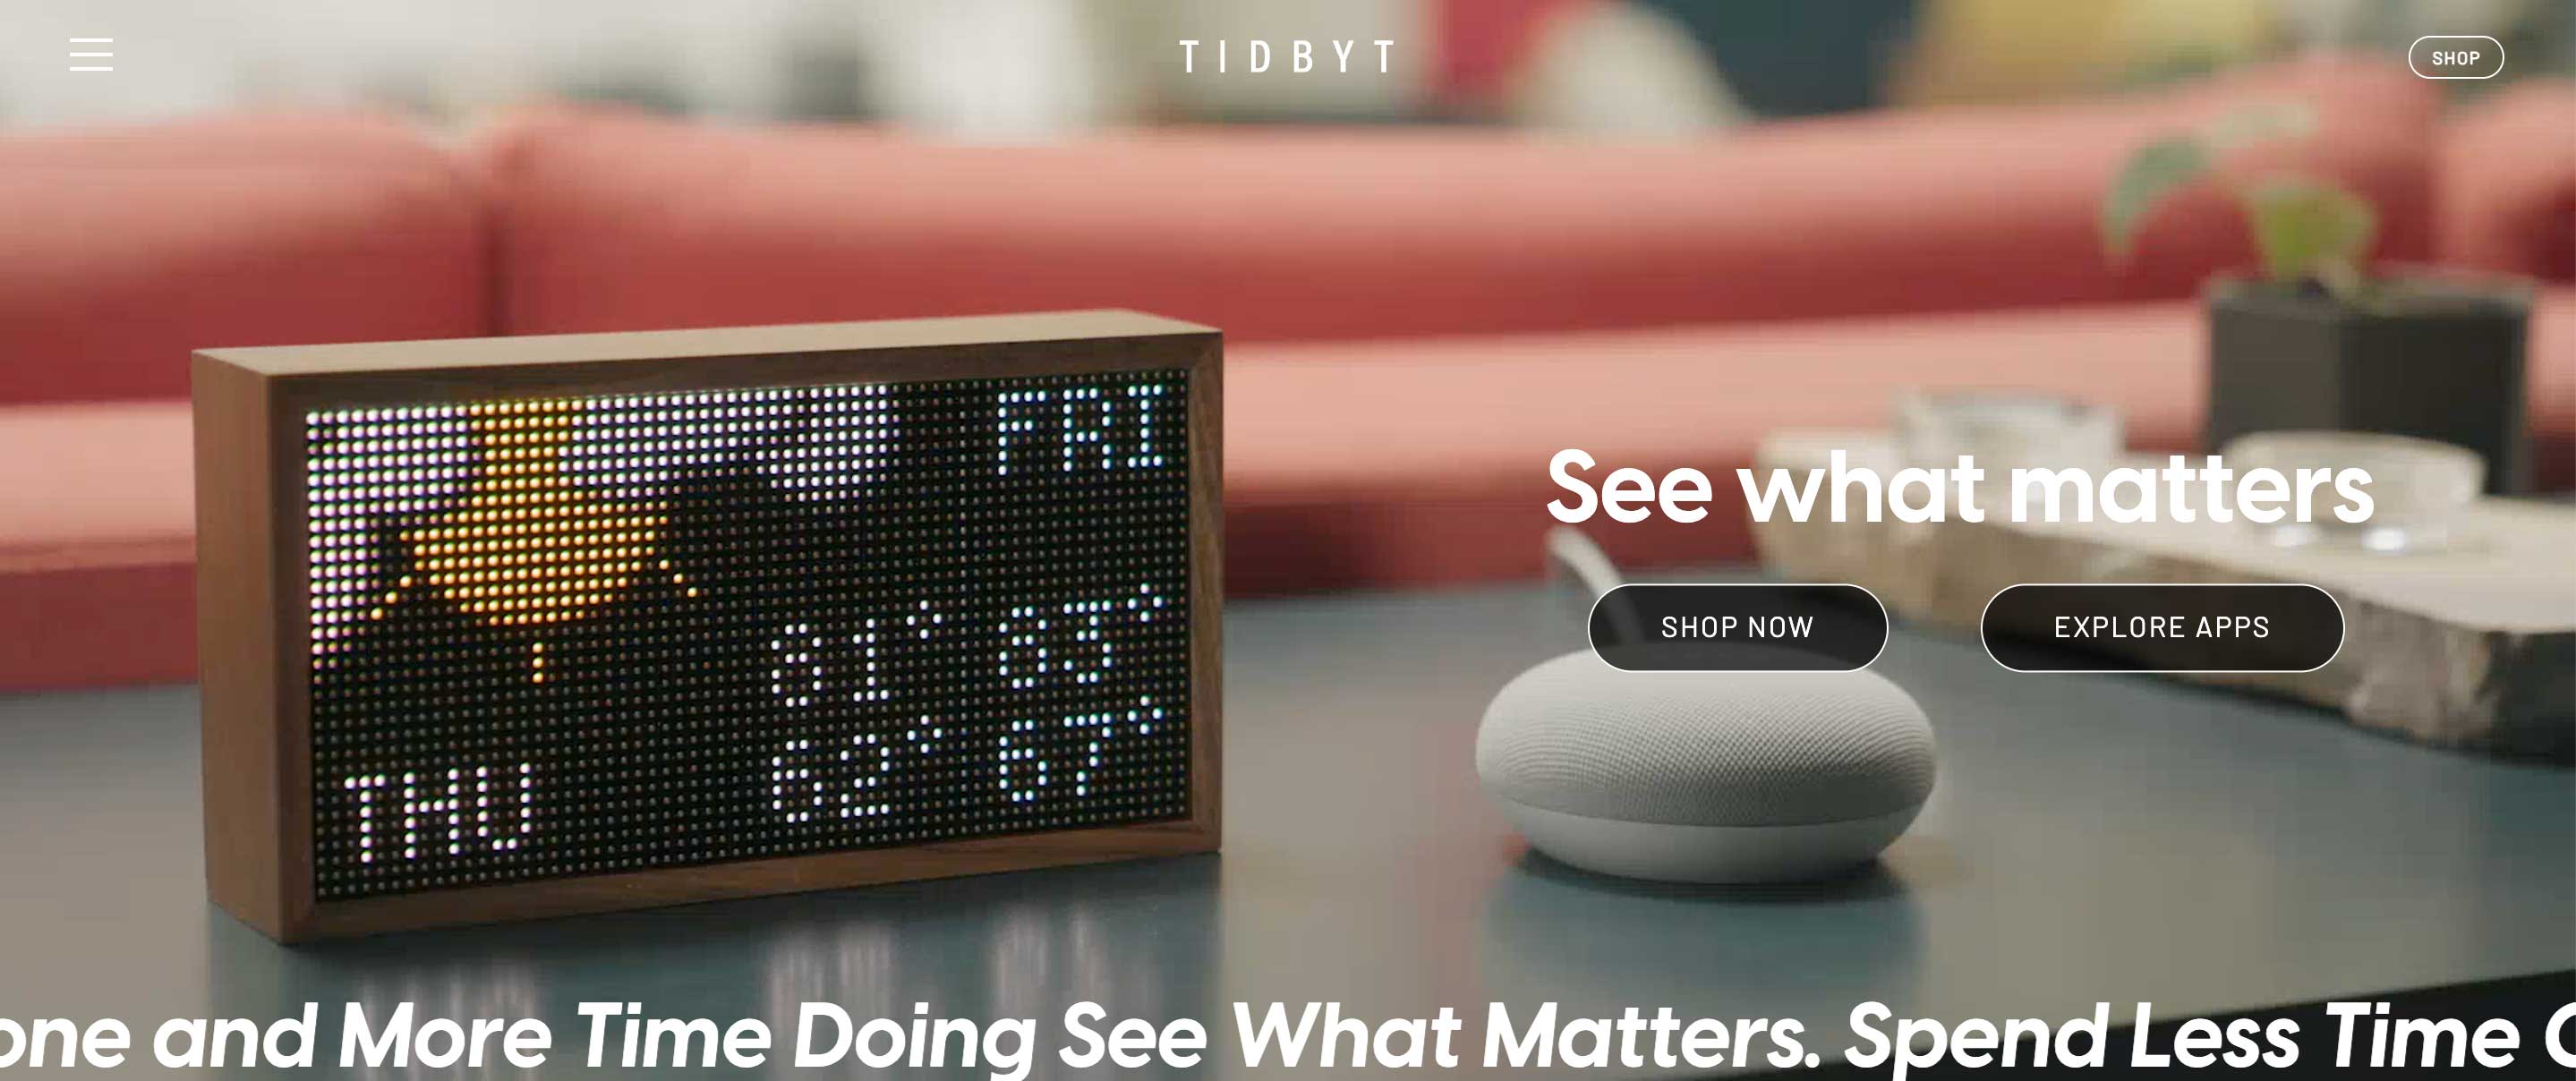 TIDBYT
SHOP
FRI
See what matters
SHOP NOW
EXPLORE APPS
81° 83°
62° 67°
THU
one and More Time Doing See What Matters. Spend Less Time